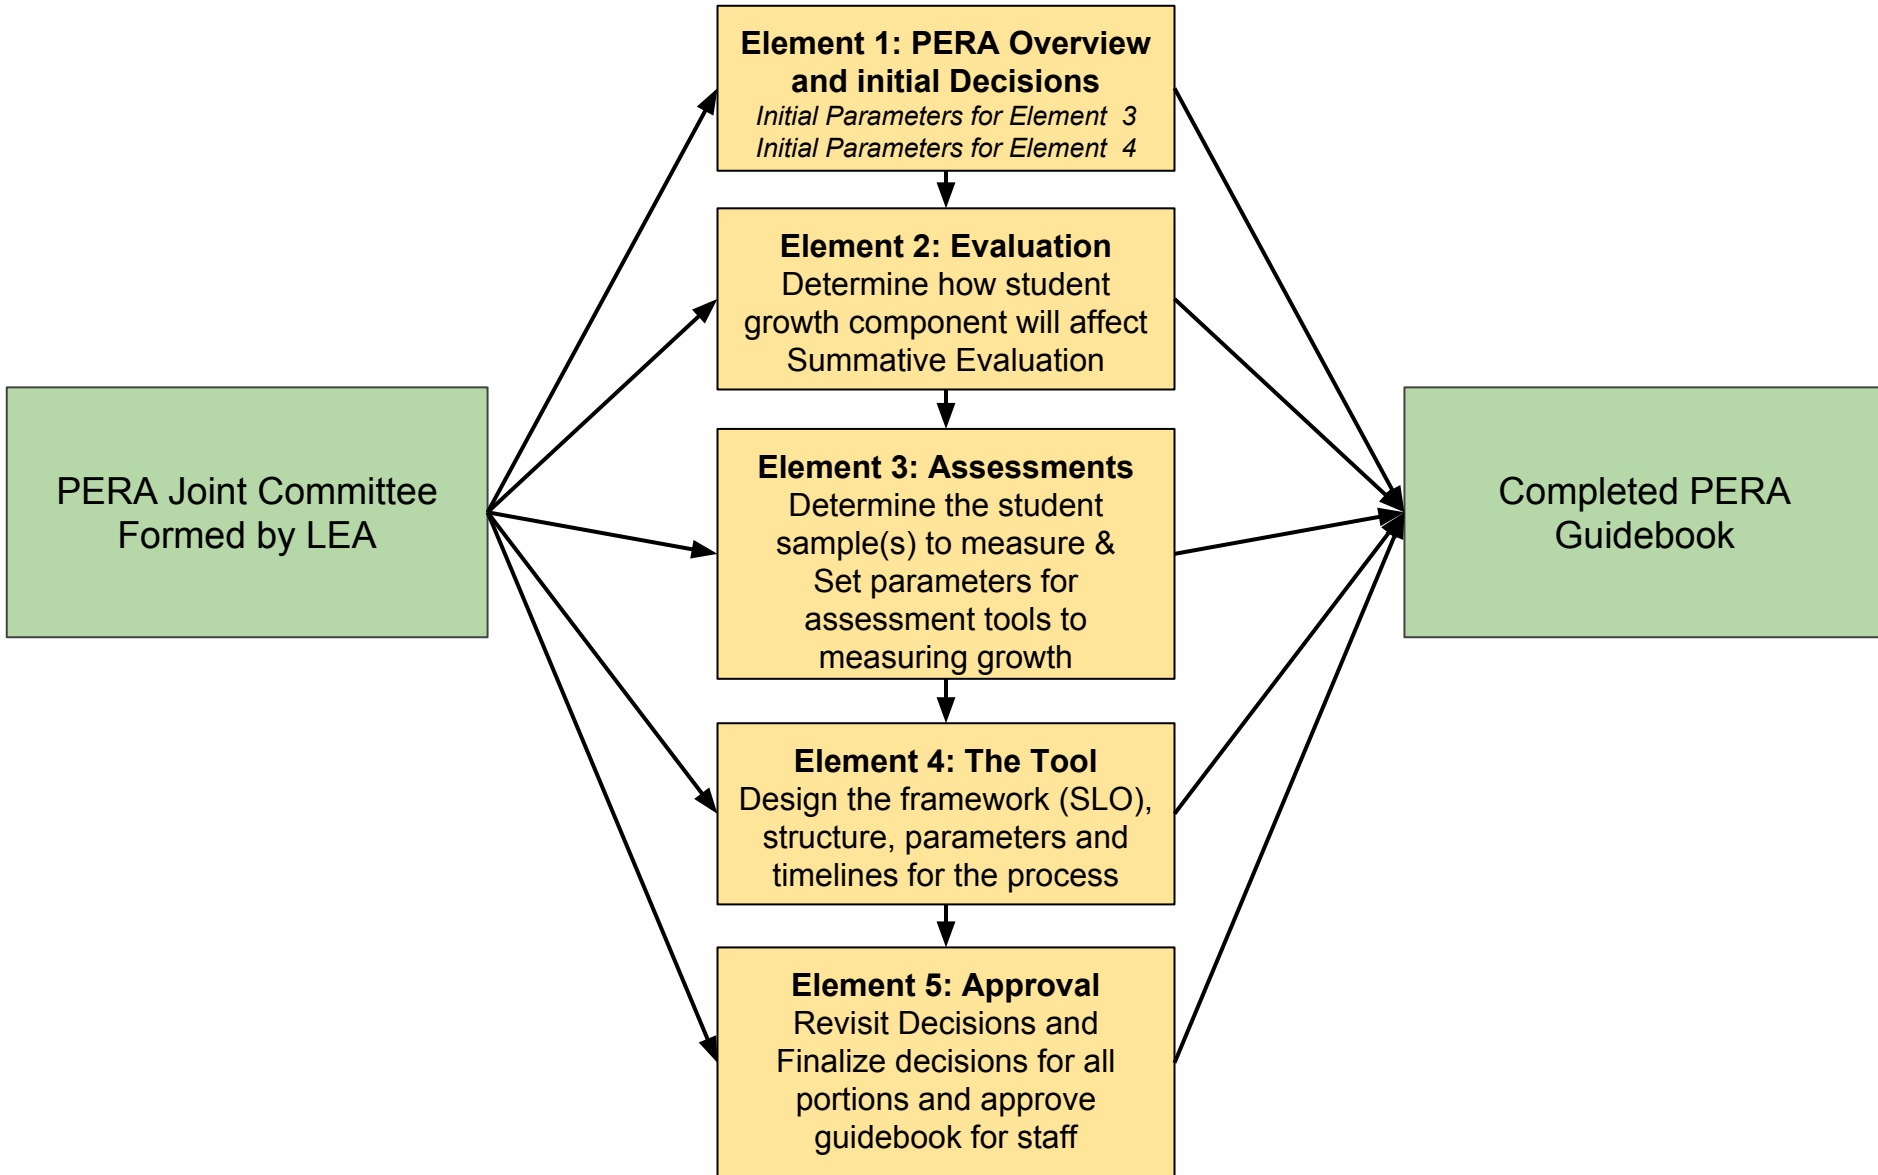 PERA Joint Committee
Formed by LEA
Element 1: PERA Overview
and initial Decisions
Initial Parameters for Element 3
Initial Parameters for Element 4
Element 2: Evaluation
Determine how student
growth component will affect
Summative Evaluation
Element 3: Assessments
Determine the student
sample(s) to measure &
Set parameters for
assessment tools to
measuring growth
Element 4: The Tool
Design the framework (SLO),
structure, parameters and
timelines for the process
Element 5: Approval
Revisit Decisions and
Finalize decisions for all
portions and approve
guidebook for staff
Completed PERA
Guidebook